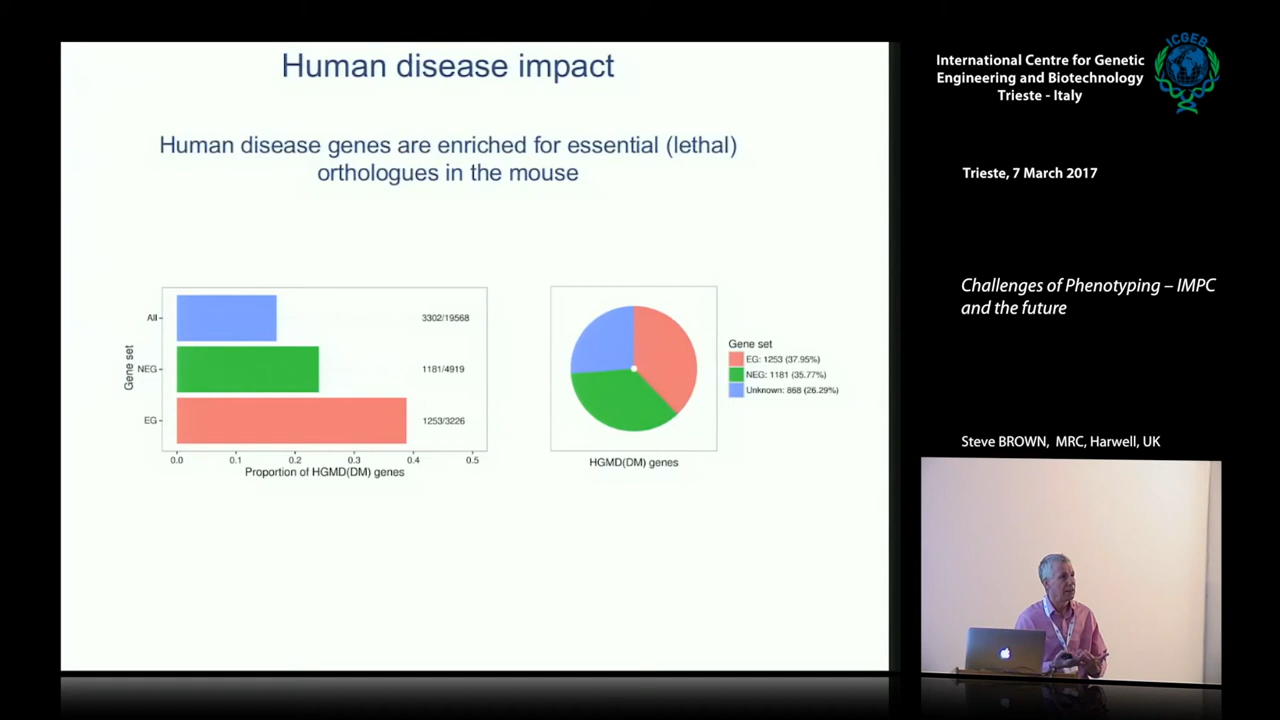 Human disease impact
Human disease genes are enriched for essential (lethal)
orthologues in the mouse
Gene set
All
NEG
EG
3302/19568
1181/4919
1253/3226
0.0 0.1 0.2 0.3 0.4 0.5
Proportion of HGMD(DM) genes
HGMD(DM) genes
Gene set
EG: 1253 (37.95%)
NEG: 1181 (35.77%)
Unknown: 868 (26.29%)
International Centre for Genetic
Engineering and Biotechnology
Trieste - Italy
ICGEB
Trieste, 7 March 2017
Challenges of Phenotyping – IMPC
and the future
Steve BROWN, MRC, Harwell, UK